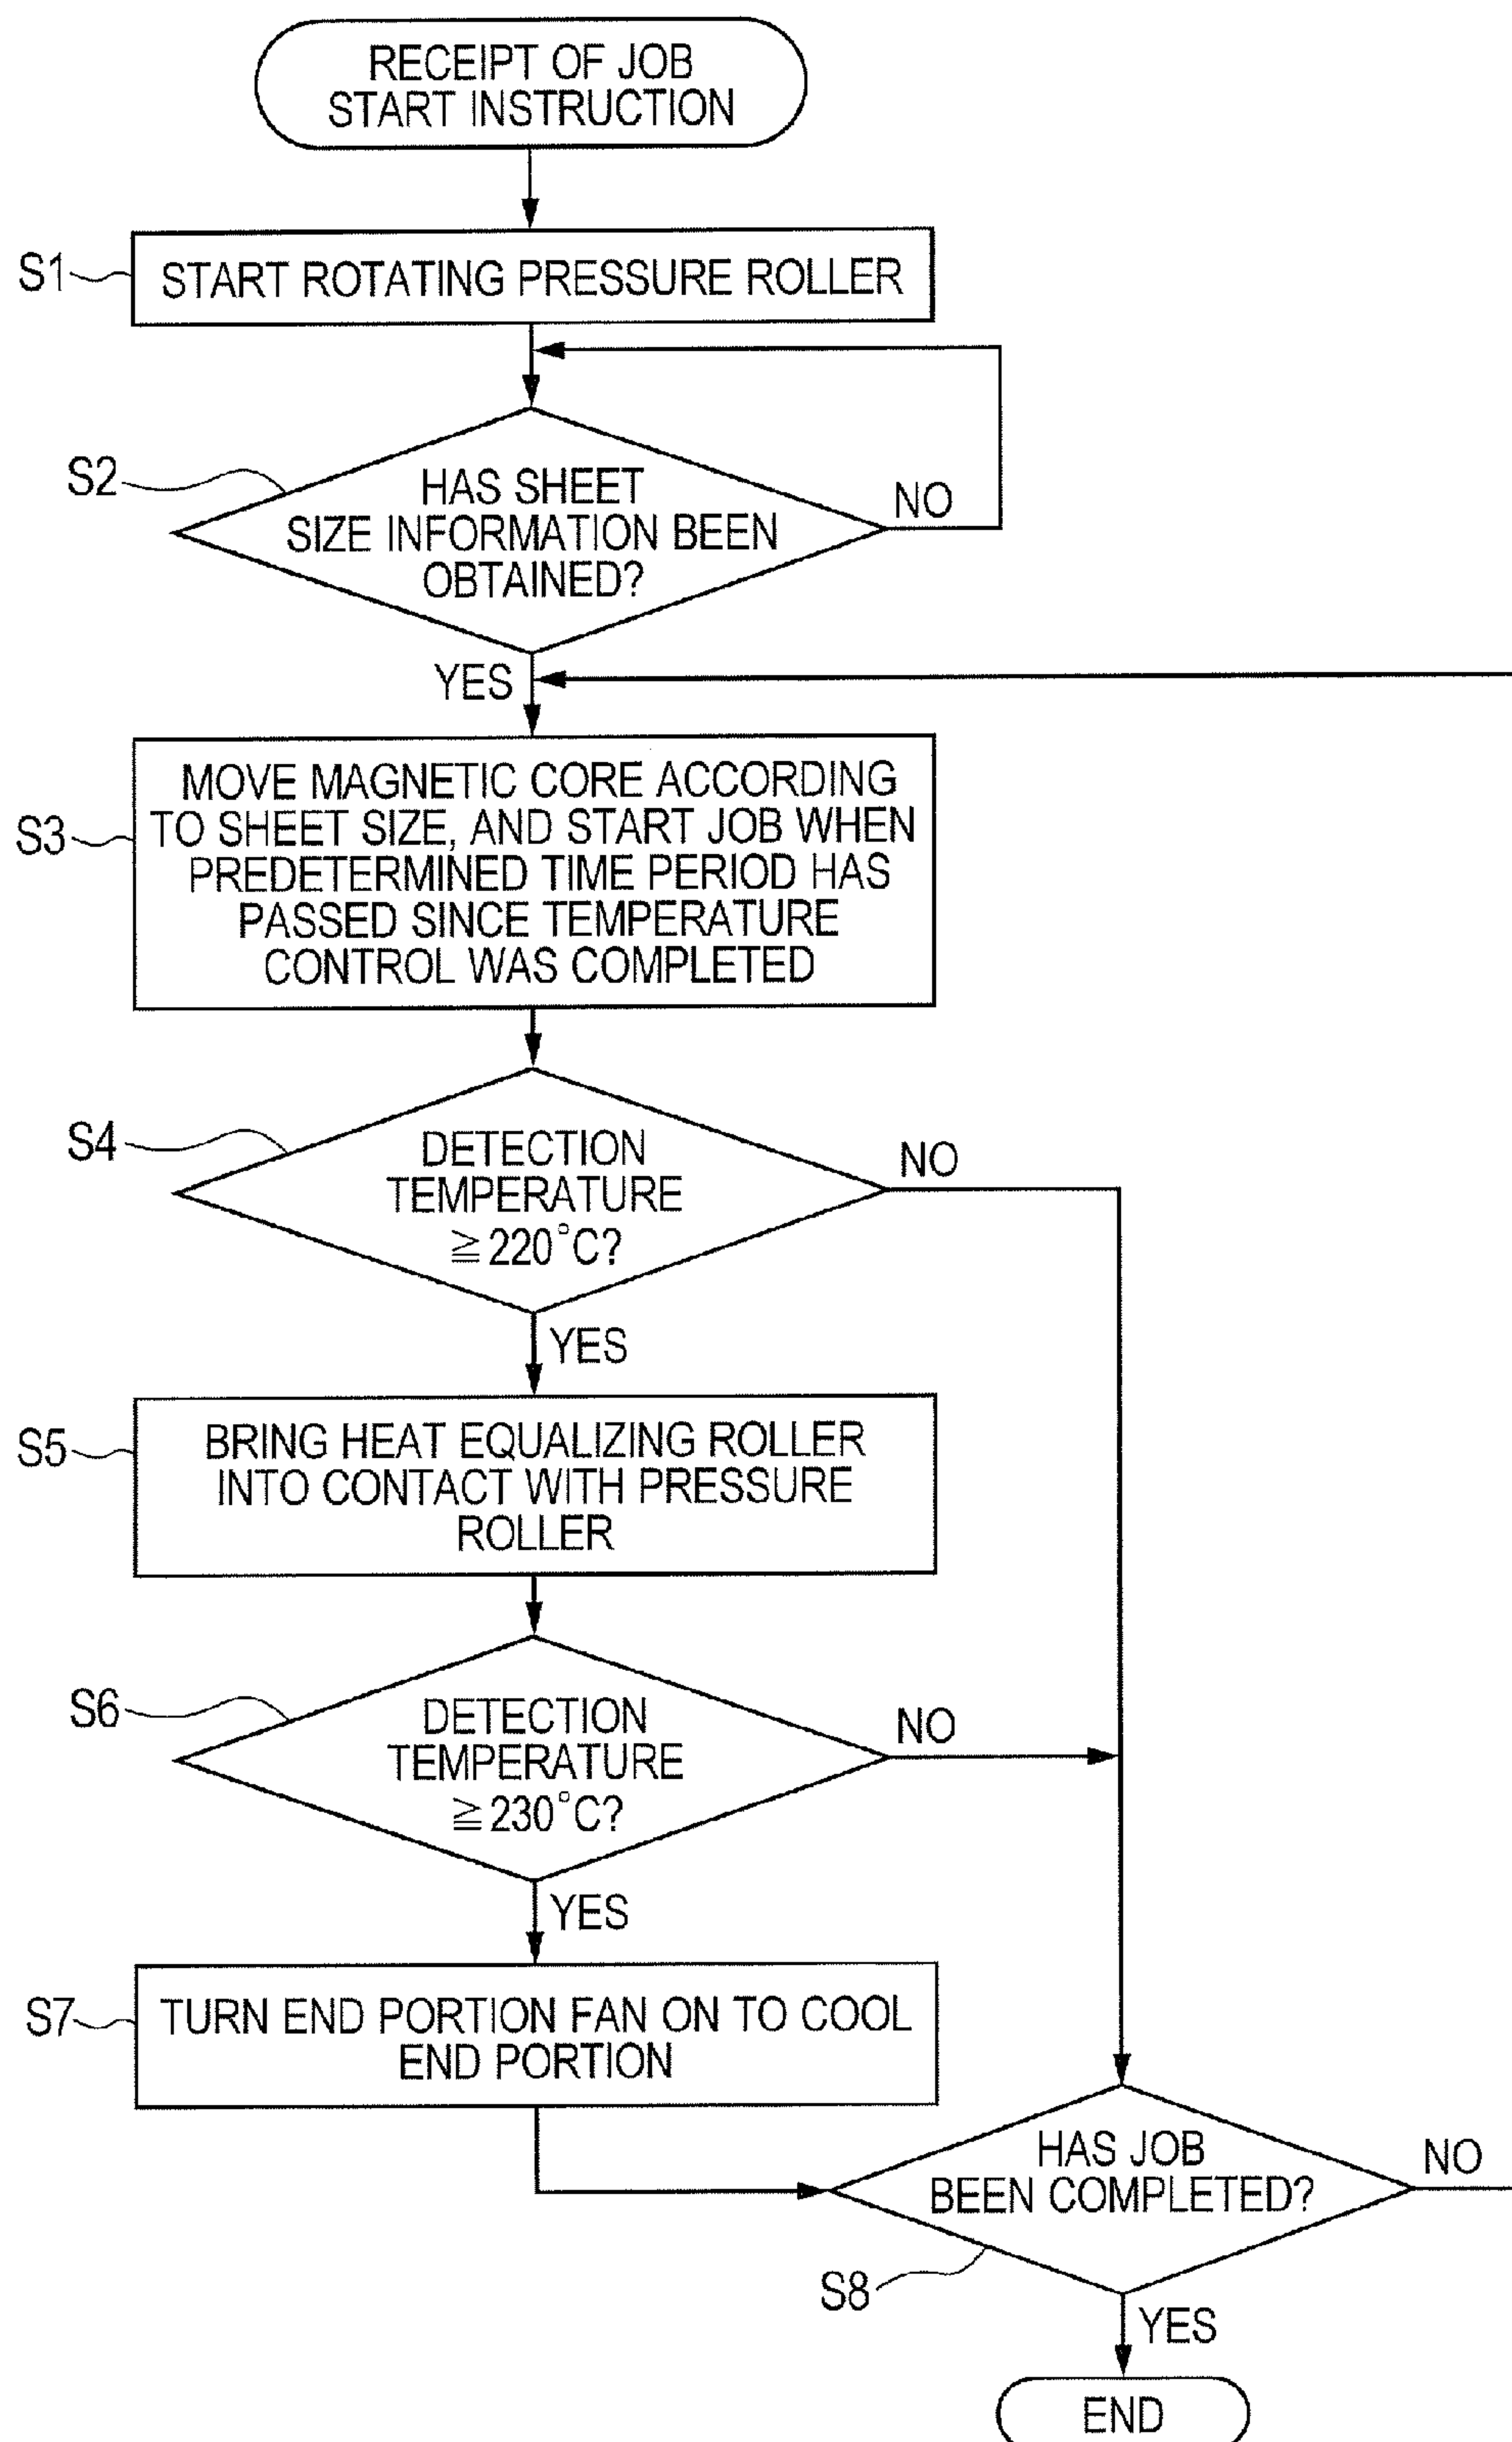 RECEIPT OF JOB
START INSTRUCTION
S1
START ROTATING PRESSURE ROLLER
S2
HAS SHEET
SIZE INFORMATION BEEN
OBTAINED?
NO
YES
S3
MOVE MAGNETIC CORE ACCORDING
TO SHEET SIZE, AND START JOB WHEN
PREDETERMINED TIME PERIOD HAS
PASSED SINCE TEMPERATURE
CONTROL WAS COMPLETED
S4
DETECTION
TEMPERATURE
≧220°C?
NO
YES
S5
BRING HEAT EQUALIZING ROLLER
INTO CONTACT WITH PRESSURE
ROLLER
S6
DETECTION
TEMPERATURE
≧230°C?
NO
YES
S7
TURN END PORTION FAN ON TO COOL
END PORTION
HAS JOB
BEEN COMPLETED?
NO
S8
YES
END